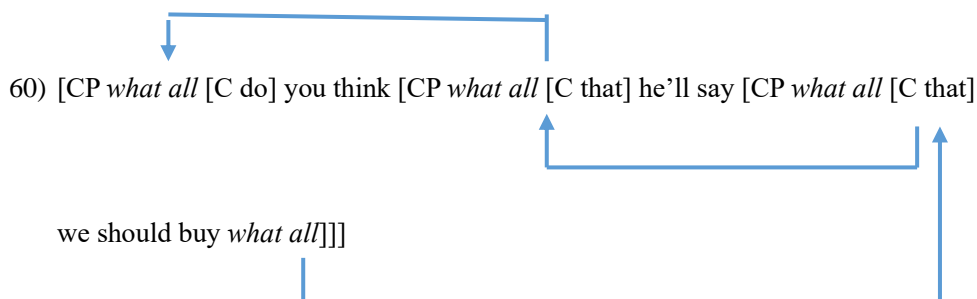 60) [CP what all [C do] you think [CP what all [C that] he’ll say [CP what all [C that]
we should buy what all]]]